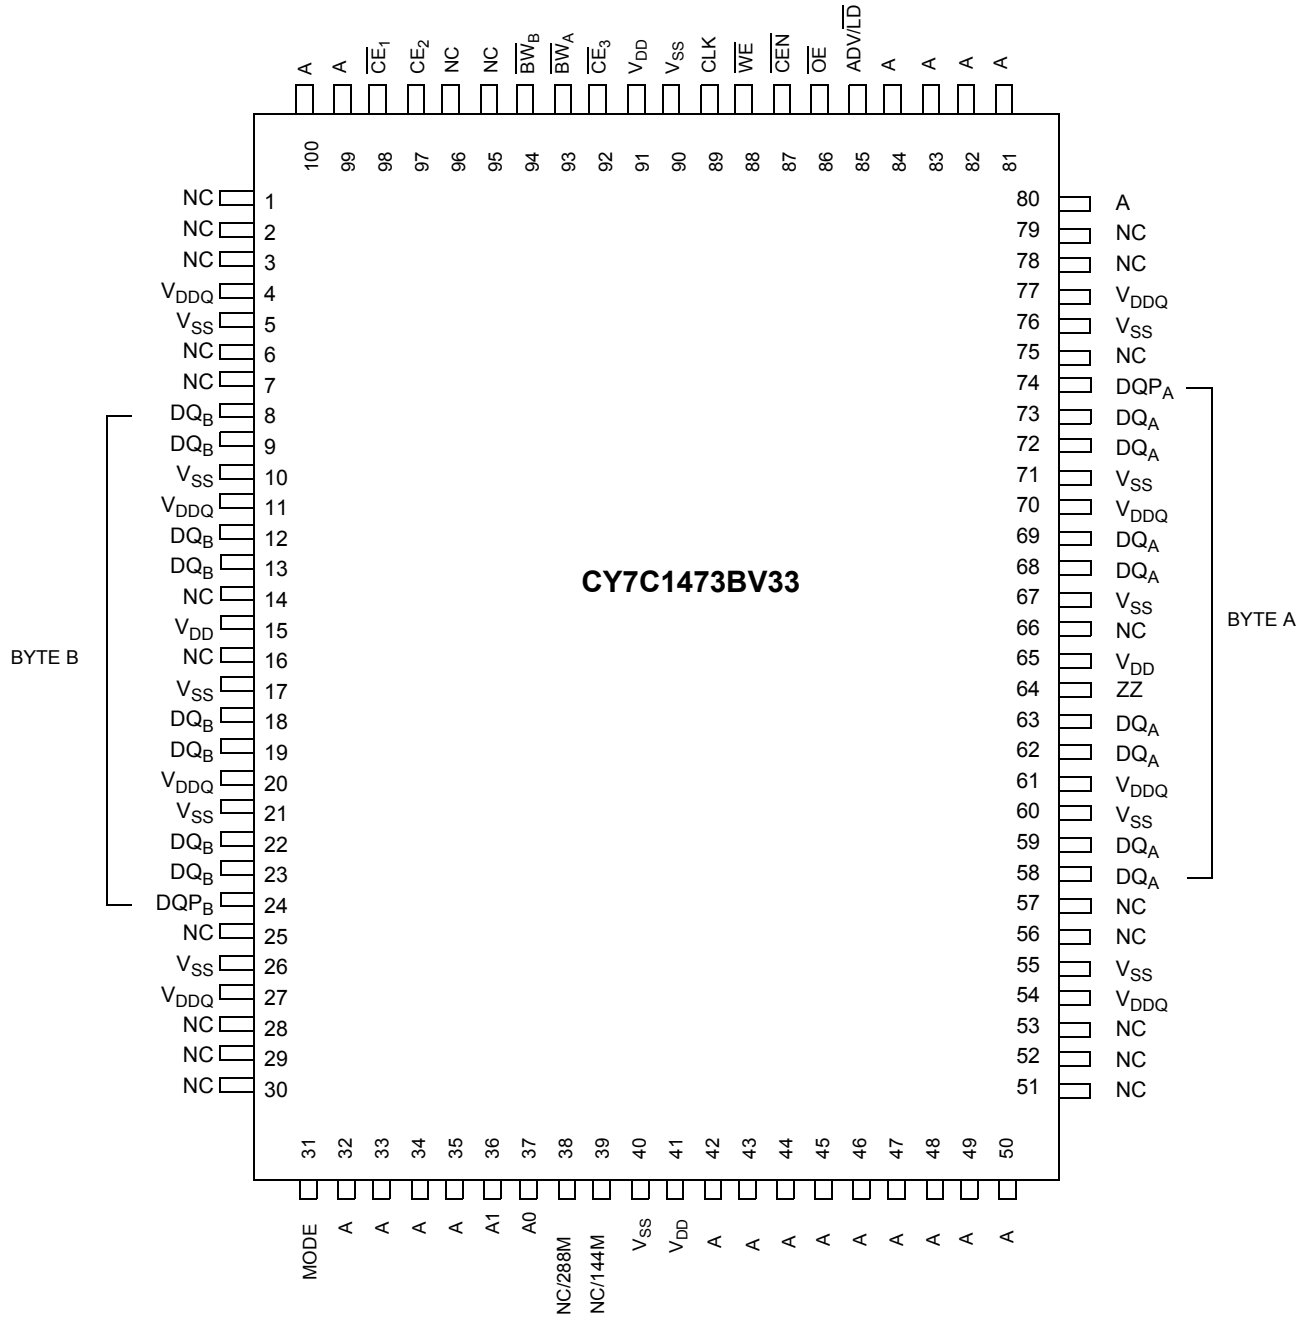 A A CE1 CE2 NC NC BWB BWA CE3 VDD VSS CLK WE CEN OE ADV/LD A A A A
100 99 98 97 96 95 94 93 92 91 90 89 88 87 86 85 84 83 82 81
NC 1 80 A
NC 2 79 NC
NC 3 78 NC
VDDQ 4 77 VDDQ
VSS 5 76 VSS
NC 6 75 NC
NC 7 74 DQPA
DQB 8 73 DQA
DQB 9 72 DQA
VSS 10 71 VSS
VDDQ 11 70 VDDQ
DQB 12 69 DQA
DQB 13 68 DQA
CY7C1473BV33
NC 14 67 VSS
VDD 15 66 NC
BYTE A
BYTE B
NC 16 65 VDD
VSS 17 64 ZZ
DQB 18 63 DQA
DQB 19 62 DQA
VDDQ 20 61 VDDQ
VSS 21 60 VSS
DQB 22 59 DQA
DQB 23 58 DQA
DQPB 24 57 NC
NC 25 56 NC
VSS 26 55 VSS
VDDQ 27 54 VDDQ
NC 28 53 NC
NC 29 52 NC
NC 30 51 NC
31 32 33 34 35 36 37 38 39 40 41 42 43 44 45 46 47 48 49 50
MODE A A A A A1 A0 NC/288M NC/144M VSS VDD A A A A A A A A A